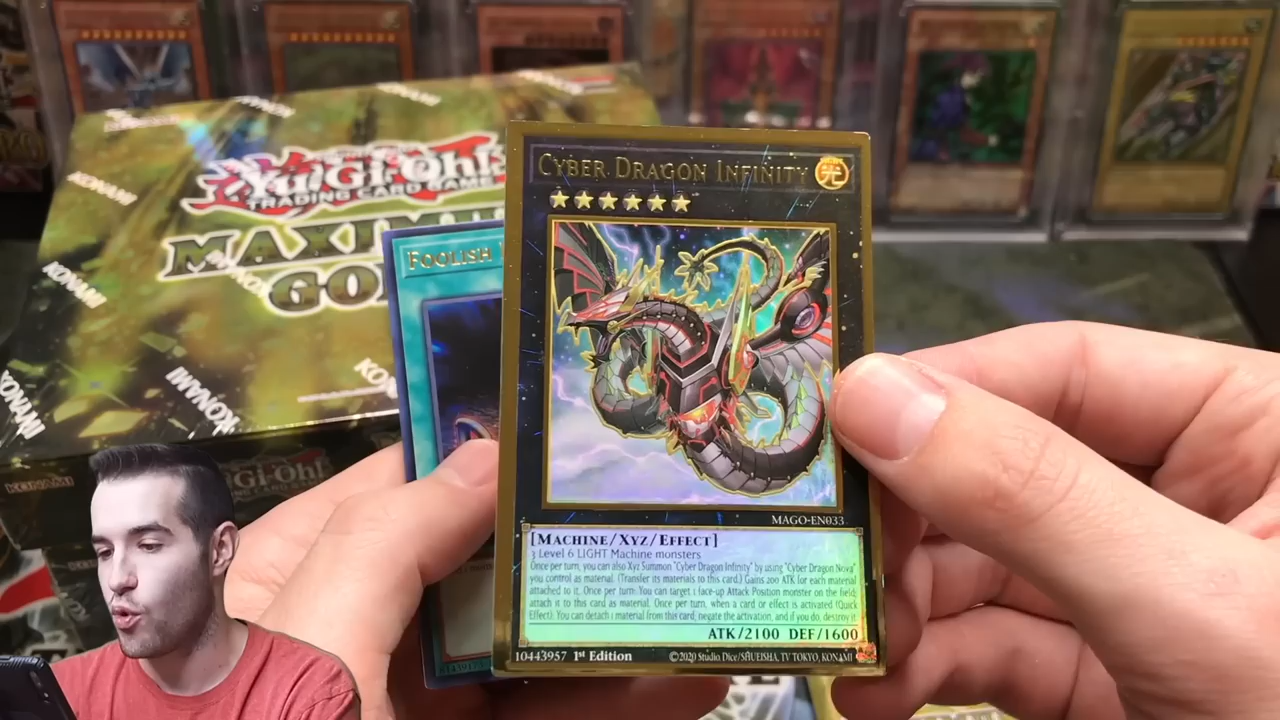 Yu-Gi-Oh!
TRADING CARD GAME
KONAMI
KONAMI
KONAMI
KONAMI
KONAMI
Yu-Gi-Oh!
FOOLISH
CYBER DRAGON INFINITY
光
MAGO-EN033
[MACHINE/XYZ/EFFECT]
3 Level 6 LIGHT Machine monsters
Once per turn, you can also Xyz Summon "Cyber Dragon Infinity" by using "Cyber Dragon Nova"
you control as material. (Transfer its materials to this card.) Gains 200 ATK for each material
attached to it. Once per turn: You can target 1 face-up Attack Position monster on the field;
attach it to this card as material. Once per turn, when a card or effect is activated (Quick
Effect): You can detach 1 material from this card; negate the activation, and if you do, destroy it.
ATK/2100 DEF/1600
10443957 1st Edition
©2020 Studio Dice/SHUEISHA, TV TOKYO, KONAMI